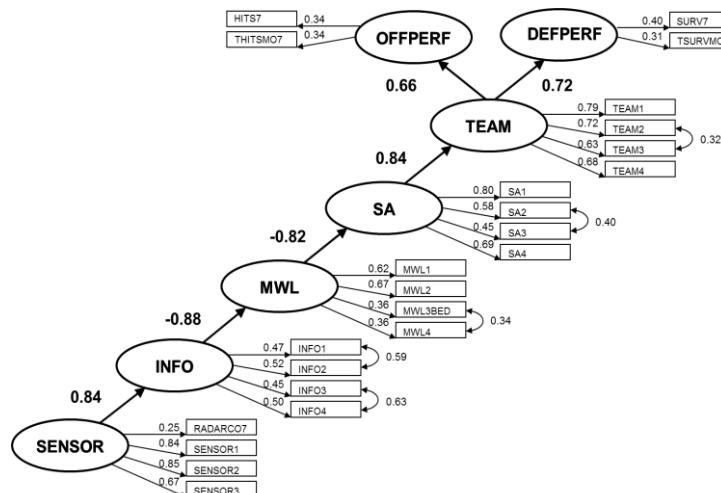 HITS7
0.34
THITSMO7
0.34
OFFPERF
DEFPERF
0.40
SURV7
0.31
TSURVMO
0.66
0.72
TEAM
0.79
TEAM1
0.72
TEAM2
0.63
TEAM3
0.68
TEAM4
0.32
0.84
SA
0.80
SA1
0.58
SA2
0.45
SA3
0.69
SA4
0.40
-0.82
MWL
0.62
MWL1
0.67
MWL2
0.36
MWL3BED
0.36
MWL4
0.34
-0.88
INFO
0.47
INFO1
0.52
INFO2
0.45
INFO3
0.50
INFO4
0.59
0.63
0.84
SENSOR
0.25
RADARCO7
0.84
SENSOR1
0.85
SENSOR2
0.67
SENSOR3